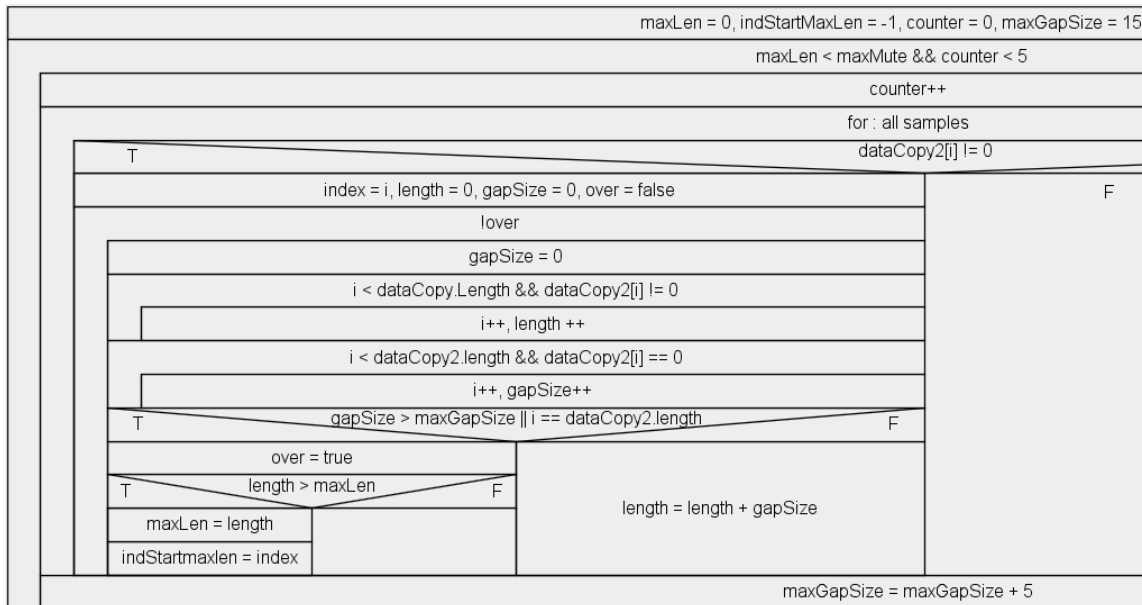 maxLen = 0, indStartMaxLen = -1, counter = 0, maxGapSize = 15
maxLen < maxMute && counter < 5
counter++
for : all samples
T
dataCopy2[i] != 0
F
index = i, length = 0, gapSize = 0, over = false
!over
gapSize = 0
i < dataCopy.Length && dataCopy2[i] != 0
i++, length ++
i < dataCopy2.length && dataCopy2[i] == 0
i++, gapSize++
T
gapSize > maxGapSize || i == dataCopy2.length
F
over = true
T
length > maxLen
F
length = length + gapSize
maxLen = length
indStartmaxlen = index
maxGapSize = maxGapSize + 5